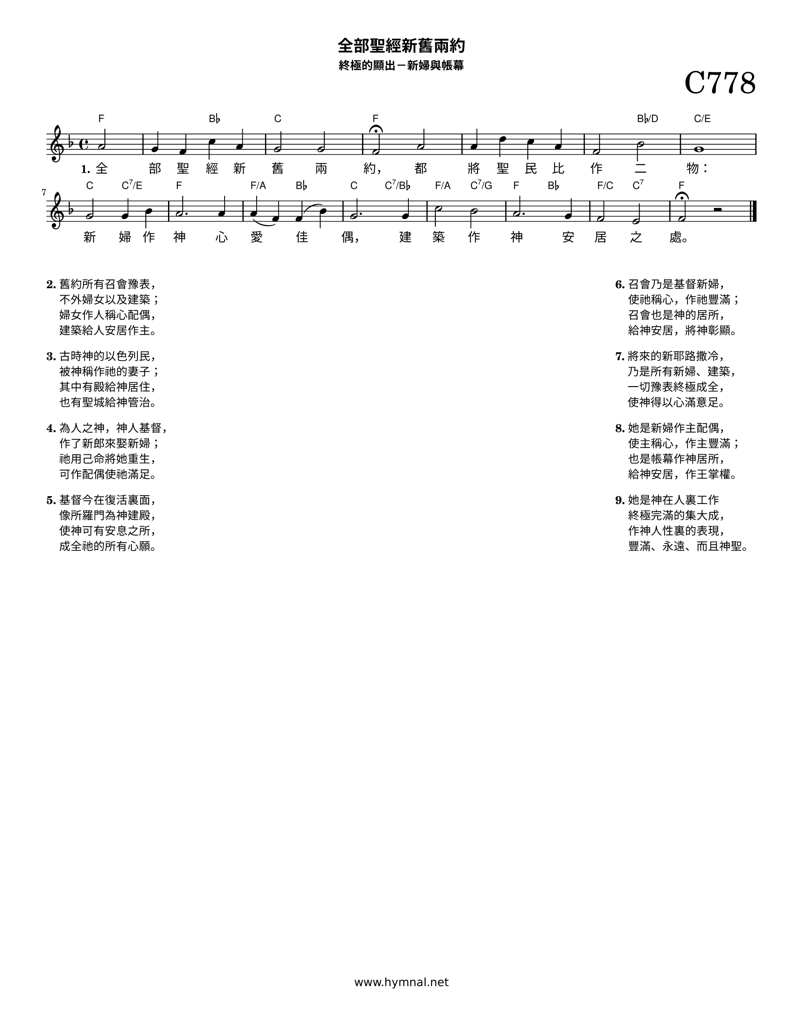 全部聖經新舊兩約
終極的顯出－新婦與帳幕
C778
F B♭ C F B♭/D C/E
1. 全 部 聖 經 新 舊 兩 約， 都 將 聖 民 比 作 二 物：
7
C C7/E F F/A B♭ C C7/B♭ F/A C7/G F B♭ F/C C7 F
新 婦 作 神 心 愛 佳 偶， 建 築 作 神 安 居 之 處。
2. 舊約所有召會豫表，
不外婦女以及建築；
婦女作人稱心配偶，
建築給人安居作主。
3. 古時神的以色列民，
被神稱作祂的妻子；
其中有殿給神居住，
也有聖城給神管治。
4. 為人之神，神人基督，
作了新郎來娶新婦；
祂用己命將她重生，
可作配偶使祂滿足。
5. 基督今在復活裏面，
像所羅門為神建殿，
使神可有安息之所，
成全祂的所有心願。
6. 召會乃是基督新婦，
使祂稱心，作祂豐滿；
召會也是神的居所，
給神安居，將神彰顯。
7. 將來的新耶路撒冷，
乃是所有新婦、建築，
一切豫表終極成全，
使神得以心滿意足。
8. 她是新婦作主配偶，
使主稱心，作主豐滿；
也是帳幕作神居所，
給神安居，作王掌權。
9. 她是神在人裏工作
終極完滿的集大成，
作神人性裏的表現，
豐滿、永遠、而且神聖。
www.hymnal.net